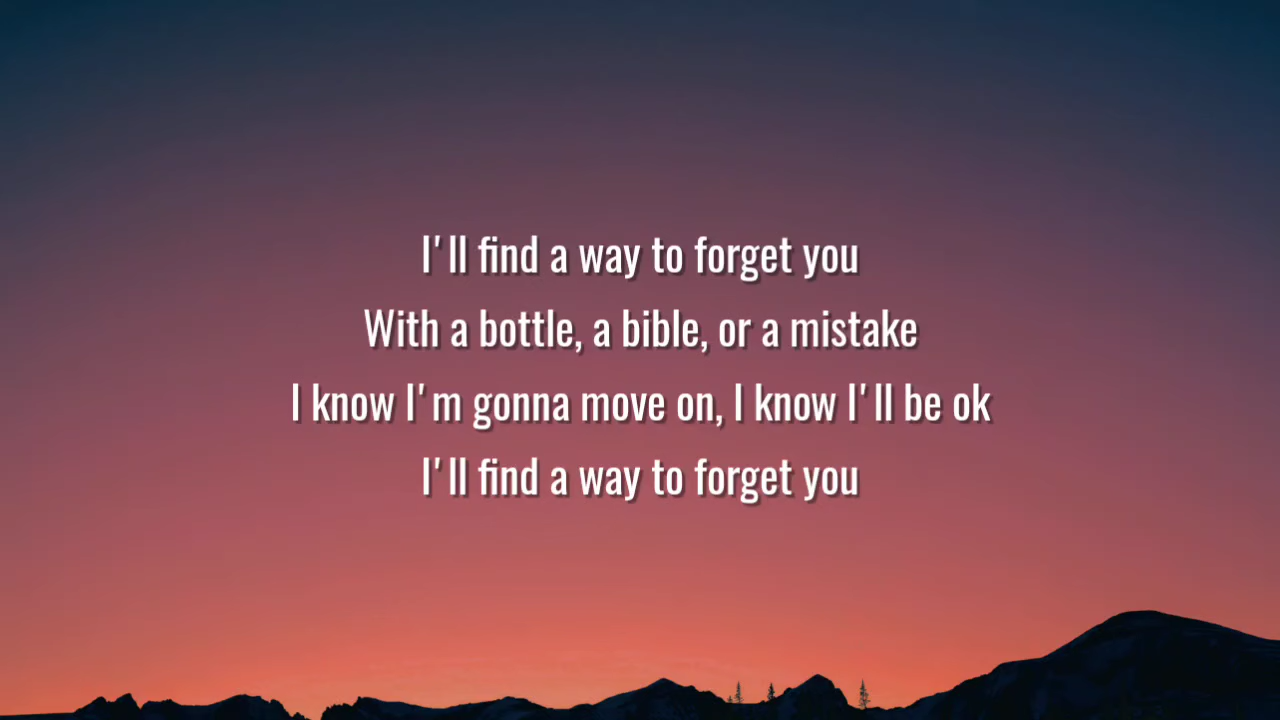 I'll find a way to forget you
With a bottle, a bible, or a mistake
I know I'm gonna move on, I know I'll be ok
I'll find a way to forget you